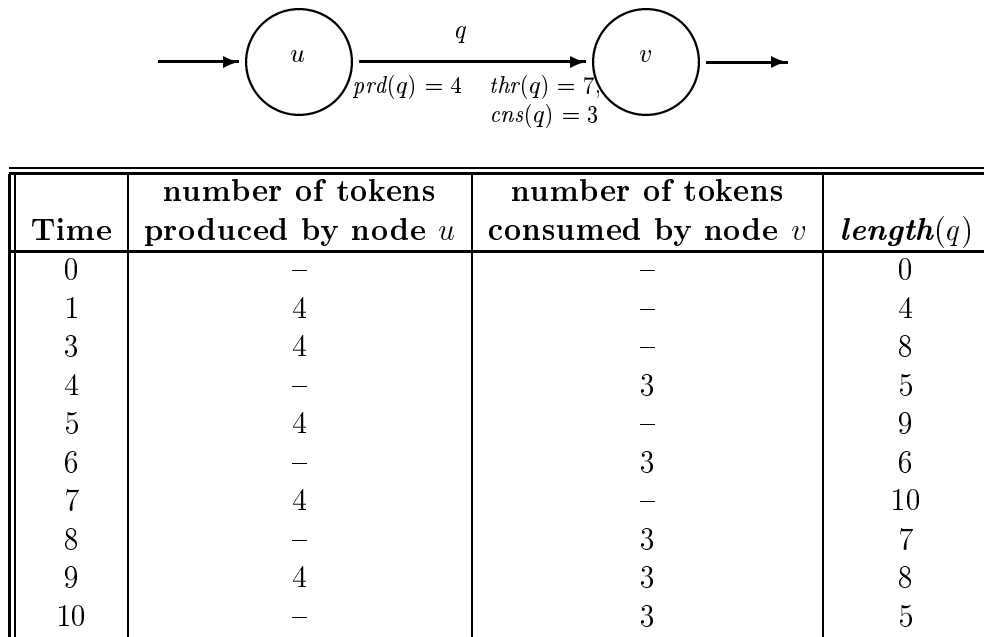 q
u
v
prd(q) = 4
thr(q) = 7,
cns(q) = 3
Time | number of tokens produced by node u | number of tokens consumed by node v | length(q)
0 | – | – | 0
1 | 4 | – | 4
3 | 4 | – | 8
4 | – | 3 | 5
5 | 4 | – | 9
6 | – | 3 | 6
7 | 4 | – | 10
8 | – | 3 | 7
9 | 4 | 3 | 8
10 | – | 3 | 5